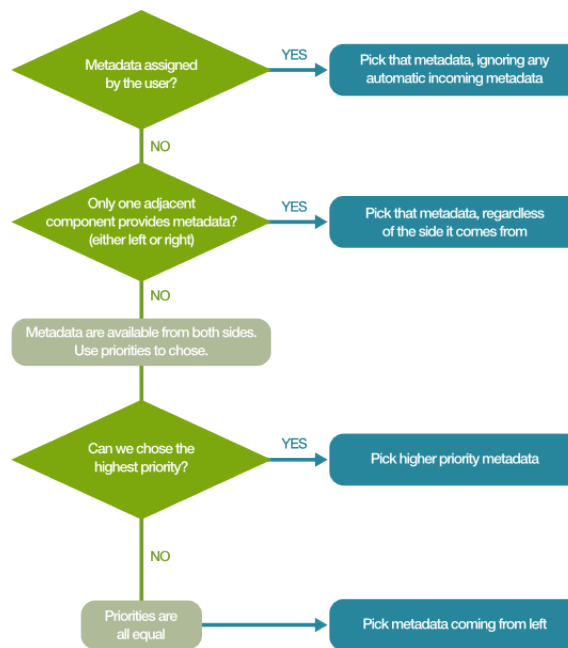 Metadata assigned
by the user?
YES
Pick that metadata, ignoring any
automatic incoming metadata
NO
Only one adjacent
component provides metadata?
(either left or right)
YES
Pick that metadata, regardless
of the side it comes from
NO
Metadata are available from both sides.
Use priorities to chose.
Can we chose the
highest priority?
YES
Pick higher priority metadata
NO
Priorities are
all equal
Pick metadata coming from left